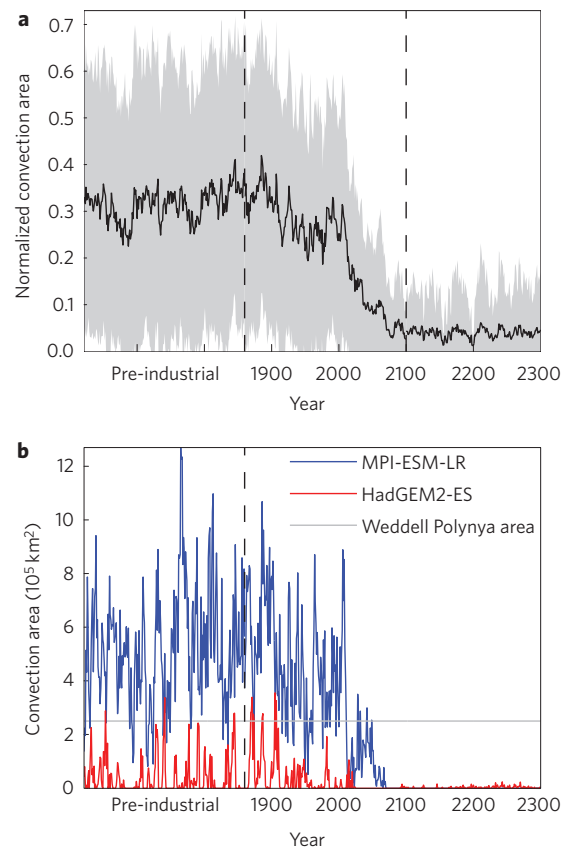 a
0.7
0.6
0.5
0.4
0.3
0.2
0.1
0.0
Normalized convection area
Pre-industrial 1900 2000 2100 2200 2300
Year
b
12
10
8
6
4
2
0
Convection area (10⁵ km²)
MPI-ESM-LR
HadGEM2-ES
Weddell Polynya area
Pre-industrial 1900 2000 2100 2200 2300
Year